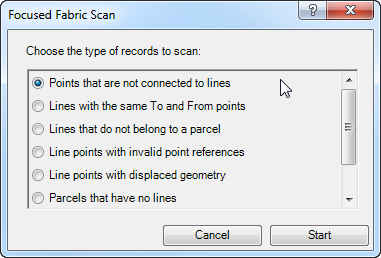 Focused Fabric Scan
?
Choose the type of records to scan:
Points that are not connected to lines
Lines with the same To and From points
Lines that do not belong to a parcel
Line points with invalid point references
Line points with displaced geometry
Parcels that have no lines
Cancel Start